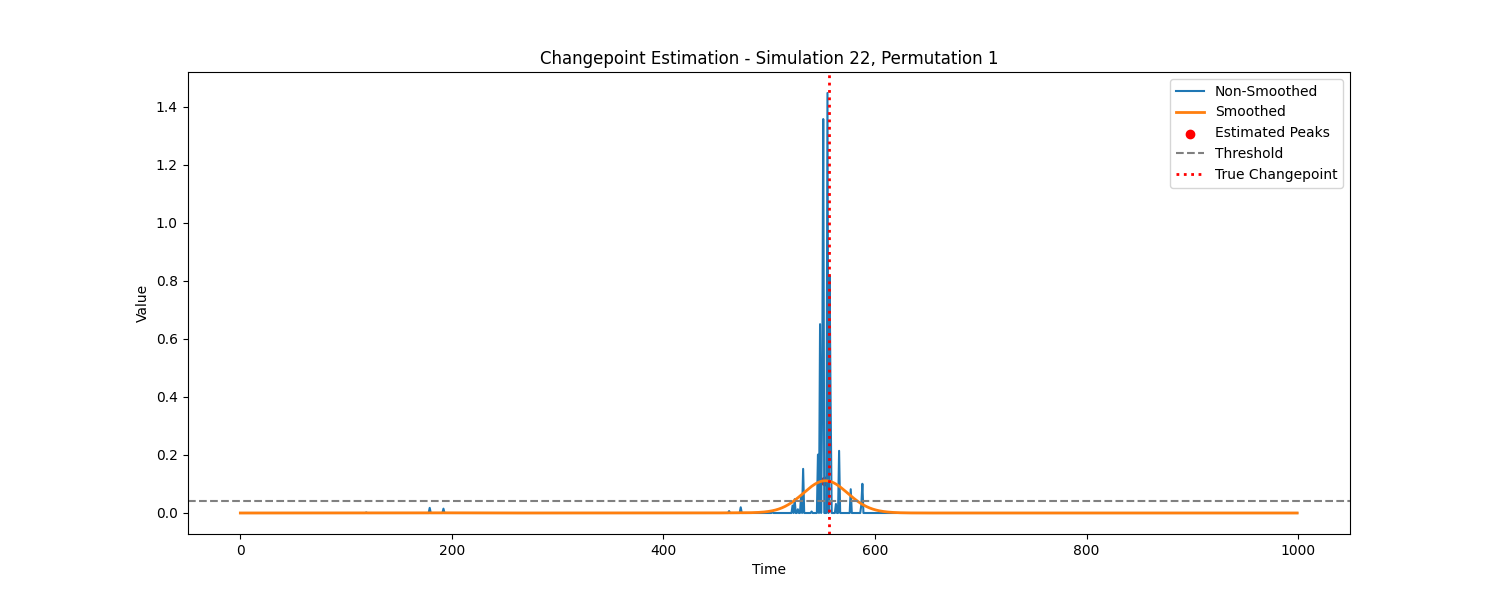 Changepoint Estimation - Simulation 22, Permutation 1
Non-Smoothed
Smoothed
Estimated Peaks
Threshold
True Changepoint
1.4
1.2
1.0
0.8
0.6
0.4
0.2
0.0
Value
0 200 400 600 800 1000
Time